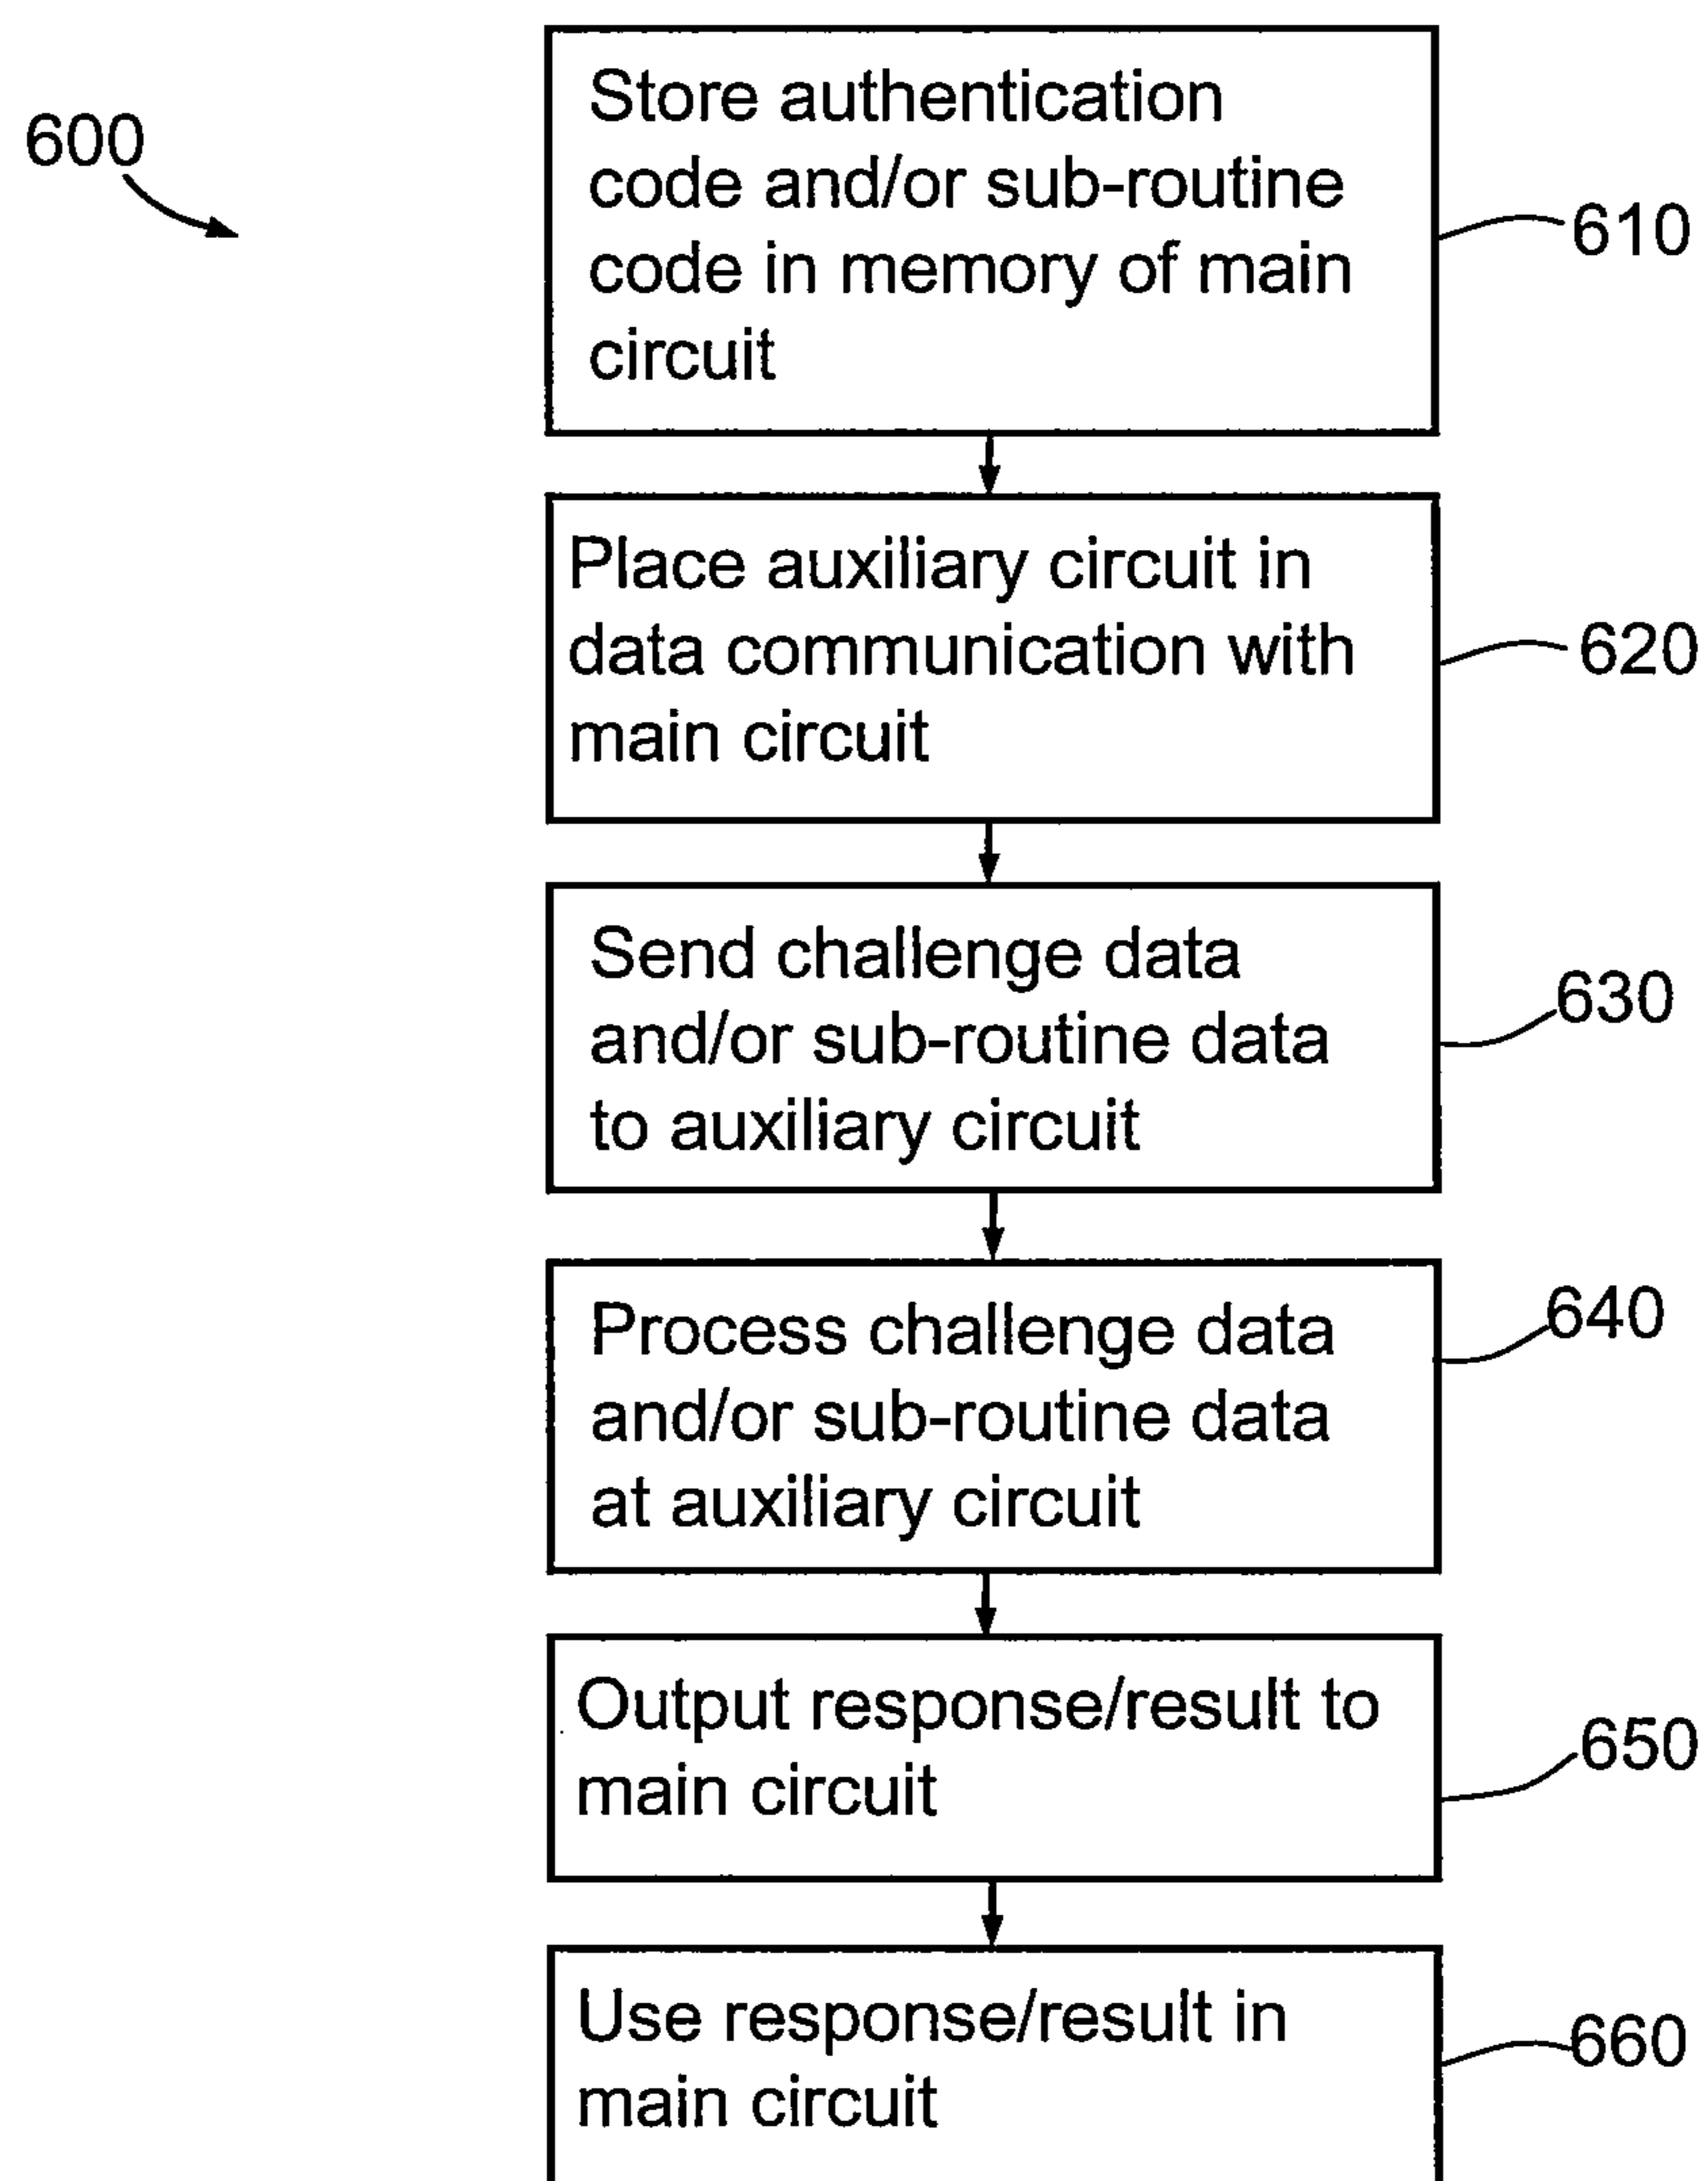 600
Store authentication
code and/or sub-routine
code in memory of main
circuit
610
Place auxiliary circuit in
data communication with
main circuit
620
Send challenge data
and/or sub-routine data
to auxiliary circuit
630
Process challenge data
and/or sub-routine data
at auxiliary circuit
640
Output response/result to
main circuit
650
Use response/result in
main circuit
660